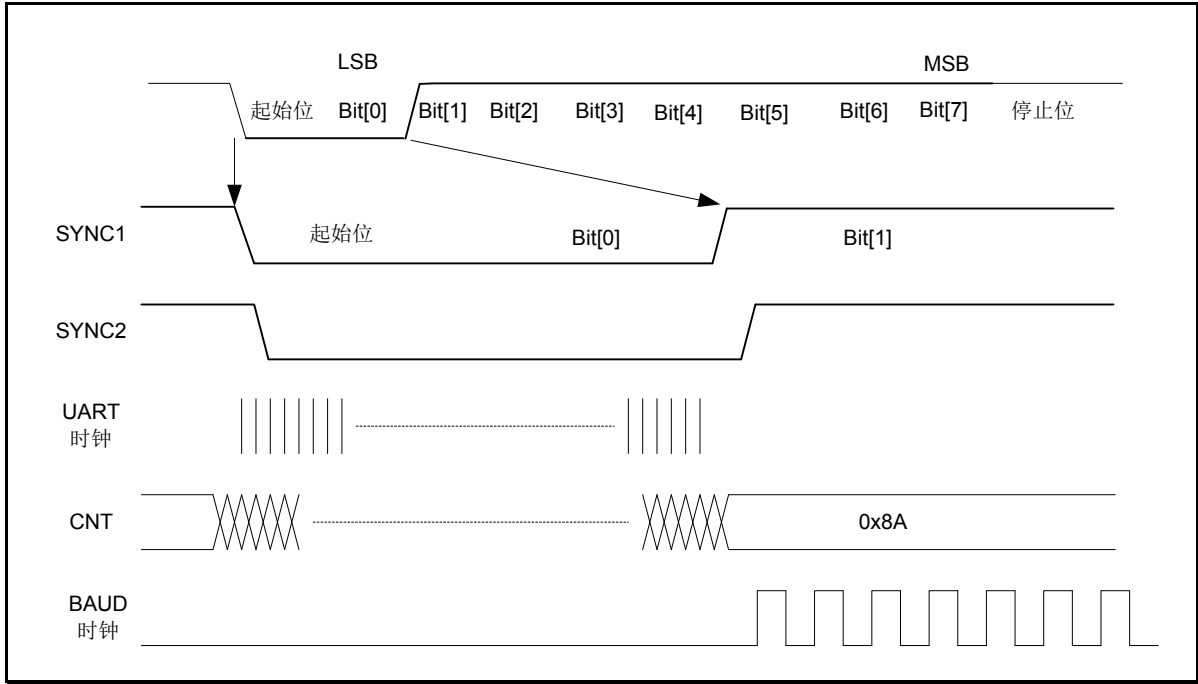 LSB
MSB
起始位
Bit[0]
Bit[1]
Bit[2]
Bit[3]
Bit[4]
Bit[5]
Bit[6]
Bit[7]
停止位
SYNC1
起始位
Bit[0]
Bit[1]
SYNC2
UART
时钟
CNT
0x8A
BAUD
时钟